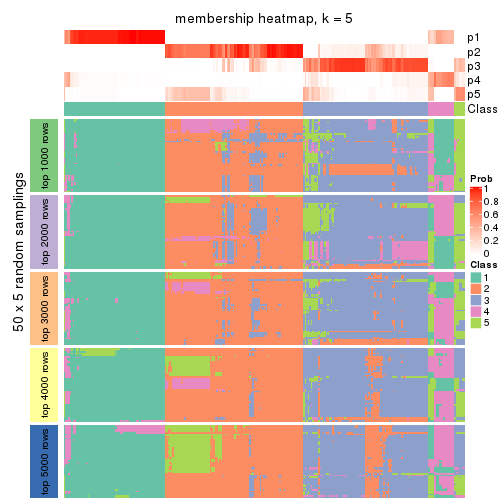 membership heatmap, k = 5
p1
p2
p3
p4
p5
Class
50 x 5 random samplings
top 1000 rows
top 2000 rows
top 3000 rows
top 4000 rows
top 5000 rows
Prob
1
0.8
0.6
0.4
0.2
0
Class
1
2
3
4
5